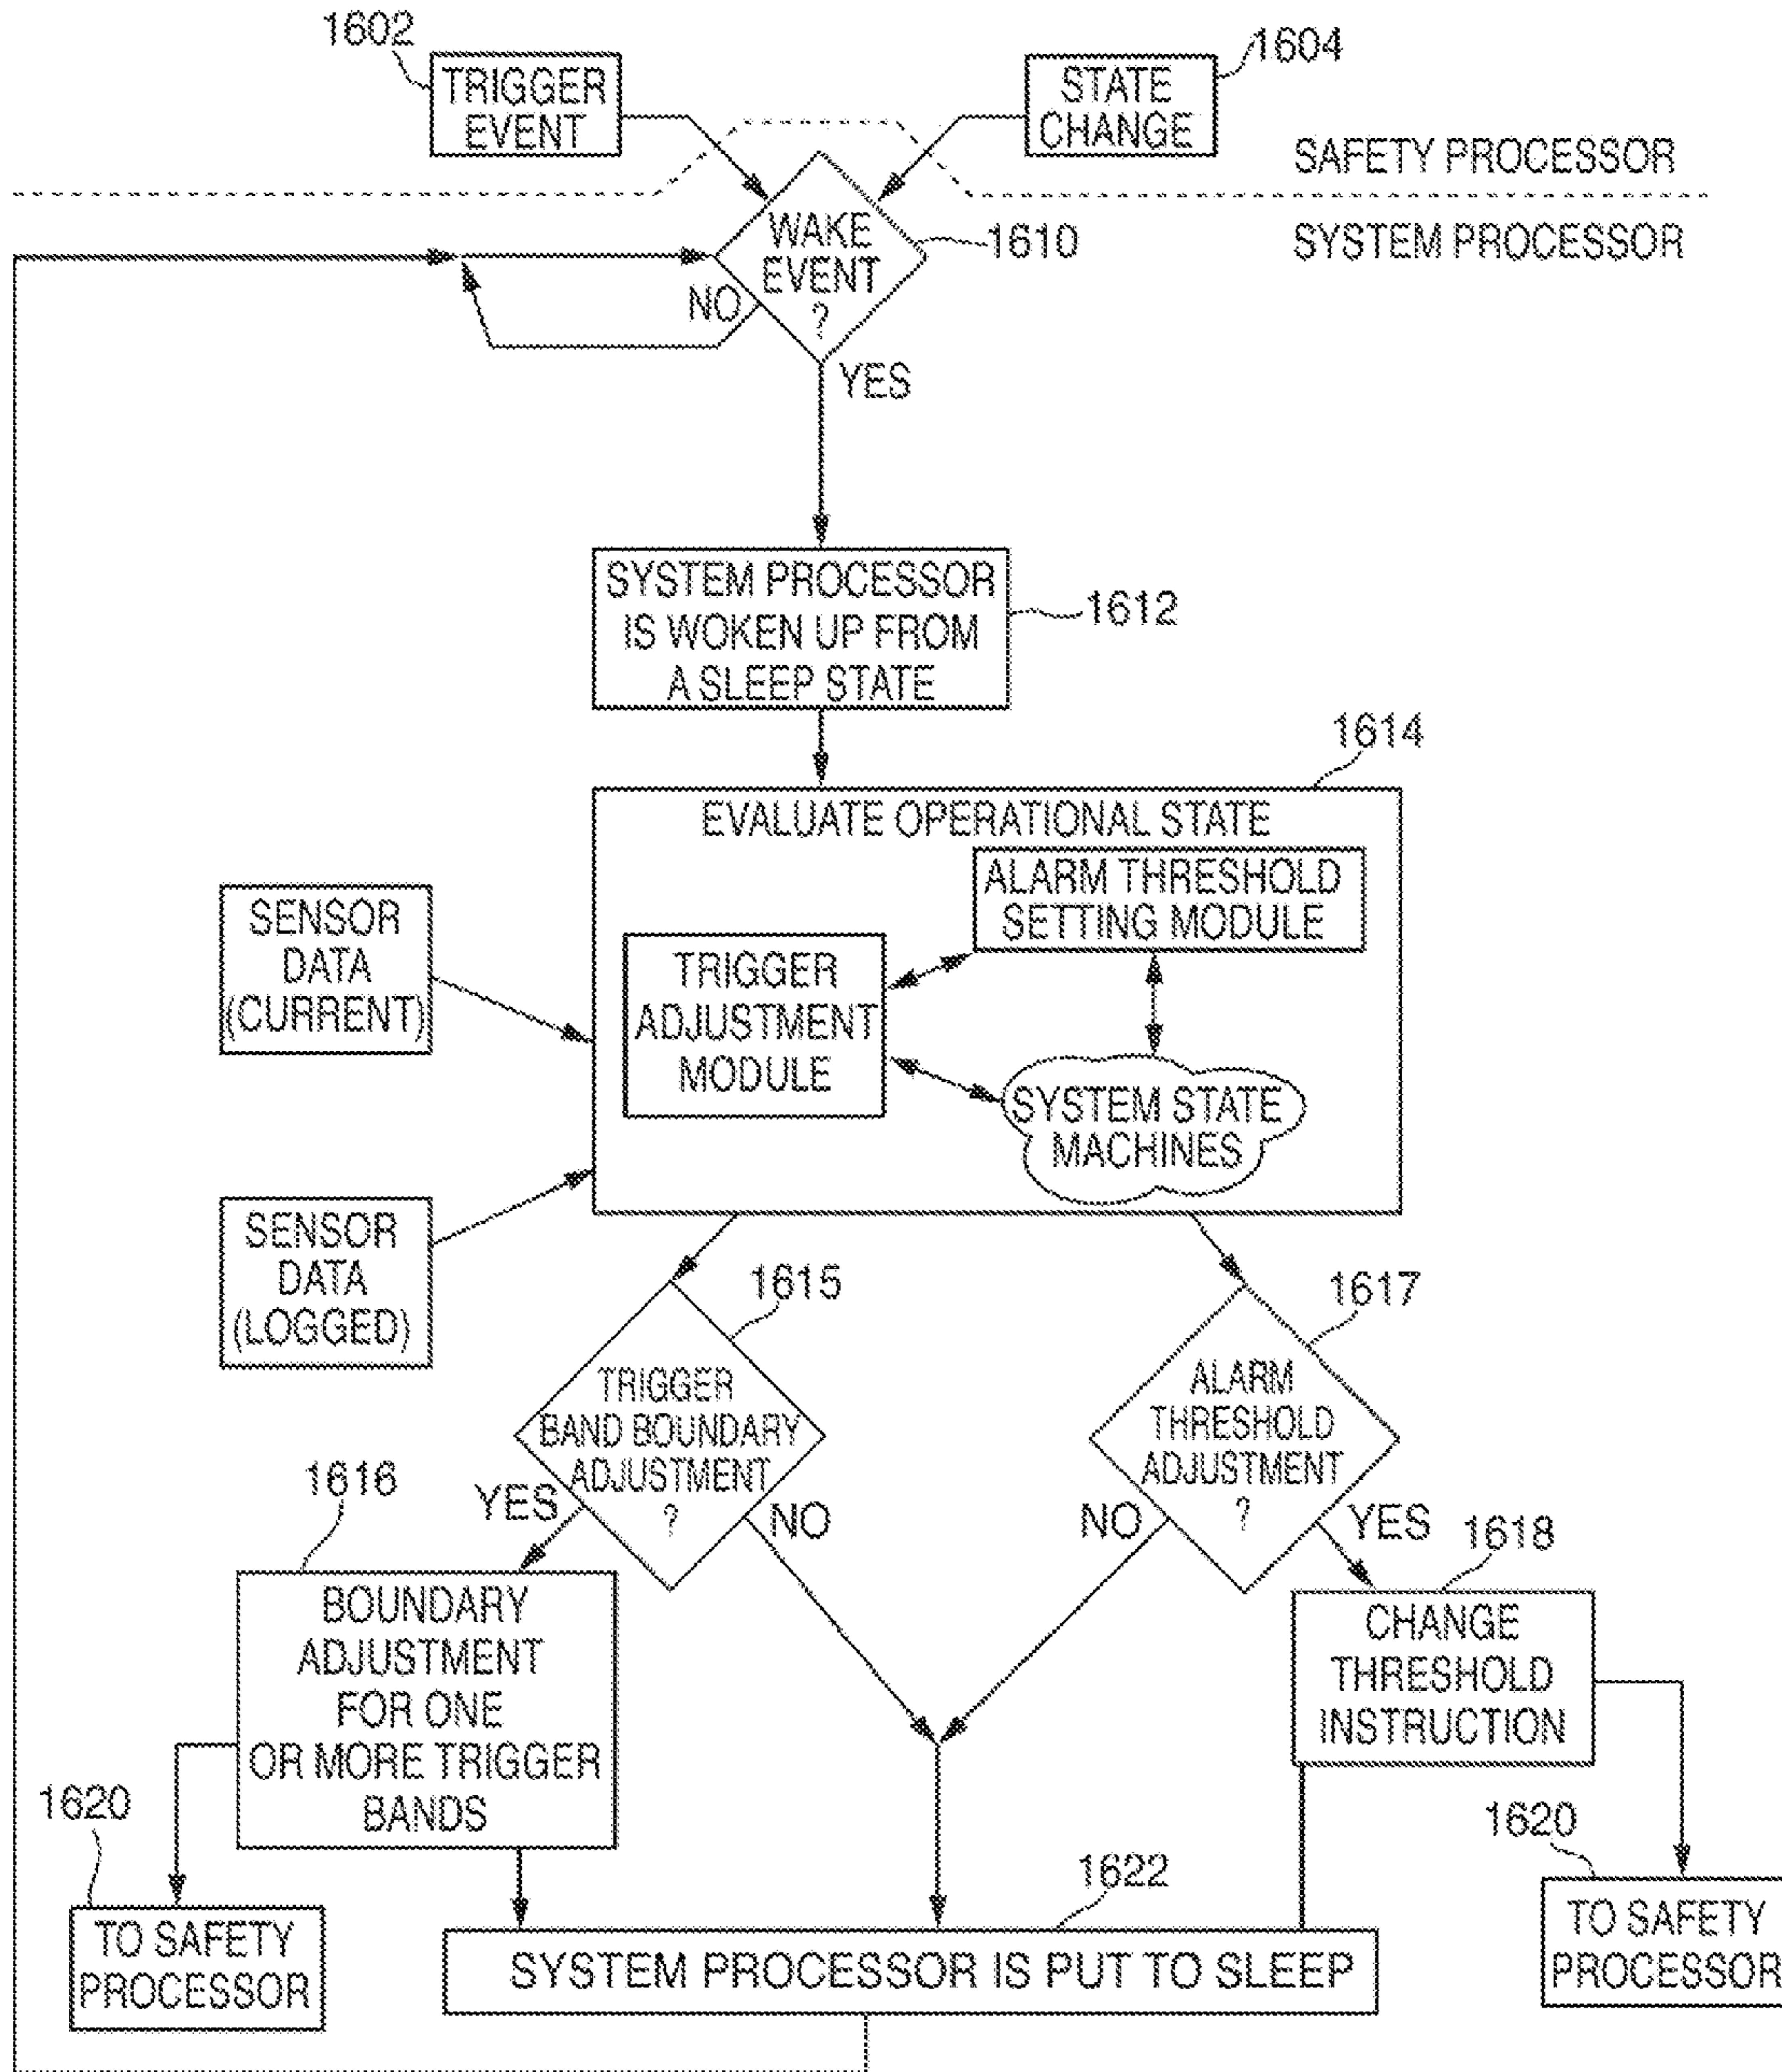 1602
TRIGGER
EVENT
1604
STATE
CHANGE
SAFETY PROCESSOR
SYSTEM PROCESSOR
WAKE
EVENT
?
1610
NO
YES
SYSTEM PROCESSOR
IS WOKEN UP FROM
A SLEEP STATE
1612
1614
EVALUATE OPERATIONAL STATE
ALARM THRESHOLD
SETTING MODULE
TRIGGER
ADJUSTMENT
MODULE
SYSTEM STATE
MACHINES
SENSOR
DATA
(CURRENT)
SENSOR
DATA
(LOGGED)
1615
TRIGGER
BAND BOUNDARY
ADJUSTMENT
?
YES
NO
1617
ALARM
THRESHOLD
ADJUSTMENT
?
NO
YES
1616
BOUNDARY
ADJUSTMENT
FOR ONE
OR MORE TRIGGER
BANDS
1618
CHANGE
THRESHOLD
INSTRUCTION
1620
TO SAFETY
PROCESSOR
1622
SYSTEM PROCESSOR IS PUT TO SLEEP
1620
TO SAFETY
PROCESSOR